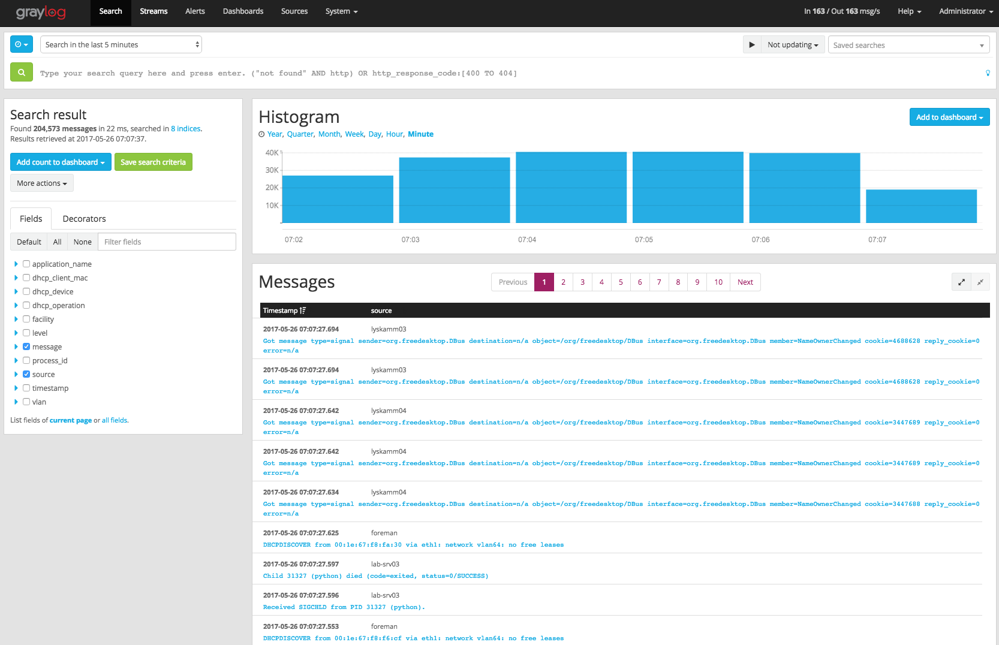 graylog Search Streams Alerts Dashboards Sources System In 163 / Out 163 msg/s Help Administrator
Search in the last 5 minutes Not updating Saved searches
Type your search query here and press enter. ("not found" AND http) OR http_response_code:[400 TO 404]
Search result
Found 204,573 messages in 22 ms, searched in 8 indices.
Results retrieved at 2017-05-26 07:07:37.
Add count to dashboard Save search criteria
More actions
Fields Decorators
Default All None Filter fields
application_name
dhcp_client_mac
dhcp_device
dhcp_operation
facility
level
message
process_id
source
timestamp
vlan
List fields of current page or all fields.
Histogram
Add to dashboard
Year, Quarter, Month, Week, Day, Hour, Minute
40K
30K
20K
10K
07:02 07:03 07:04 07:05 07:06 07:07
Messages
Previous 1 2 3 4 5 6 7 8 9 10 Next
Timestamp source
2017-05-26 07:07:27.694 lyskamm03
Got message type=signal sender=org.freedesktop.DBus destination=n/a object=/org/freedesktop/DBus interface=org.freedesktop.DBus member=NameOwnerChanged cookie=4688628 reply_cookie=0
error=n/a
2017-05-26 07:07:27.694 lyskamm03
Got message type=signal sender=org.freedesktop.DBus destination=n/a object=/org/freedesktop/DBus interface=org.freedesktop.DBus member=NameOwnerChanged cookie=4688628 reply_cookie=0
error=n/a
2017-05-26 07:07:27.642 lyskamm04
Got message type=signal sender=org.freedesktop.DBus destination=n/a object=/org/freedesktop/DBus interface=org.freedesktop.DBus member=NameOwnerChanged cookie=3447689 reply_cookie=0
error=n/a
2017-05-26 07:07:27.642 lyskamm04
Got message type=signal sender=org.freedesktop.DBus destination=n/a object=/org/freedesktop/DBus interface=org.freedesktop.DBus member=NameOwnerChanged cookie=3447689 reply_cookie=0
error=n/a
2017-05-26 07:07:27.634 lyskamm04
Got message type=signal sender=org.freedesktop.DBus destination=n/a object=/org/freedesktop/DBus interface=org.freedesktop.DBus member=NameOwnerChanged cookie=3447688 reply_cookie=0
error=n/a
2017-05-26 07:07:27.625 foreman
DHCPDISCOVER from 00:1e:67:f8:fa:30 via eth1: network vlan64: no free leases
2017-05-26 07:07:27.597 lab-srv03
Child 31327 (python) died (code=exited, status=0/SUCCESS)
2017-05-26 07:07:27.596 lab-srv03
Received SIGCHLD from PID 31327 (python).
2017-05-26 07:07:27.553 foreman
DHCPDISCOVER from 00:1e:67:f8:f6:cf via eth1: network vlan64: no free leases